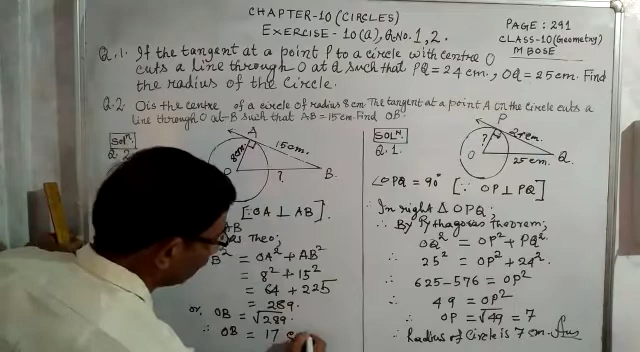 CHAPTER-10 (CIRCLES)
EXERCISE - 10(a), Q.No. 1, 2.
PAGE : 291
CLASS-10 (Geometry)
M BOSE
Q.1. If the tangent at a point P to a circle with centre O
cuts a line through O at Q such that PQ = 24 cm., OQ = 25 cm. Find
the radius of the circle.
Q.2. O is the centre of a circle of radius 8 cm. The tangent at a point A on the circle cuts a
line through O at B such that AB = 15 cm. Find OB.
SOLN.
Q.2.
A
8cm
15cm.
O
?
B
[∵ OA ⊥ AB].
AB
Theo;
B² = OA² + AB²
= 8² + 15²
= 64 + 225
= 289.
or, OB = √289.
∴ OB = 17 c
SOLN.
Q.1.
P
?
24cm.
O
25cm.
Q
∠OPQ = 90° [∵ OP ⊥ PQ]
∴ In right Δ OPQ;
∴ By Pythagoras Theorem;
OQ² = OP² + PQ²
∴ 25² = OP² + 24²
∴ 625 - 576 = OP²
∴ 49 = OP²
∴ OP = √49 = 7
∴ Radius of Circle is 7 cm. Ans